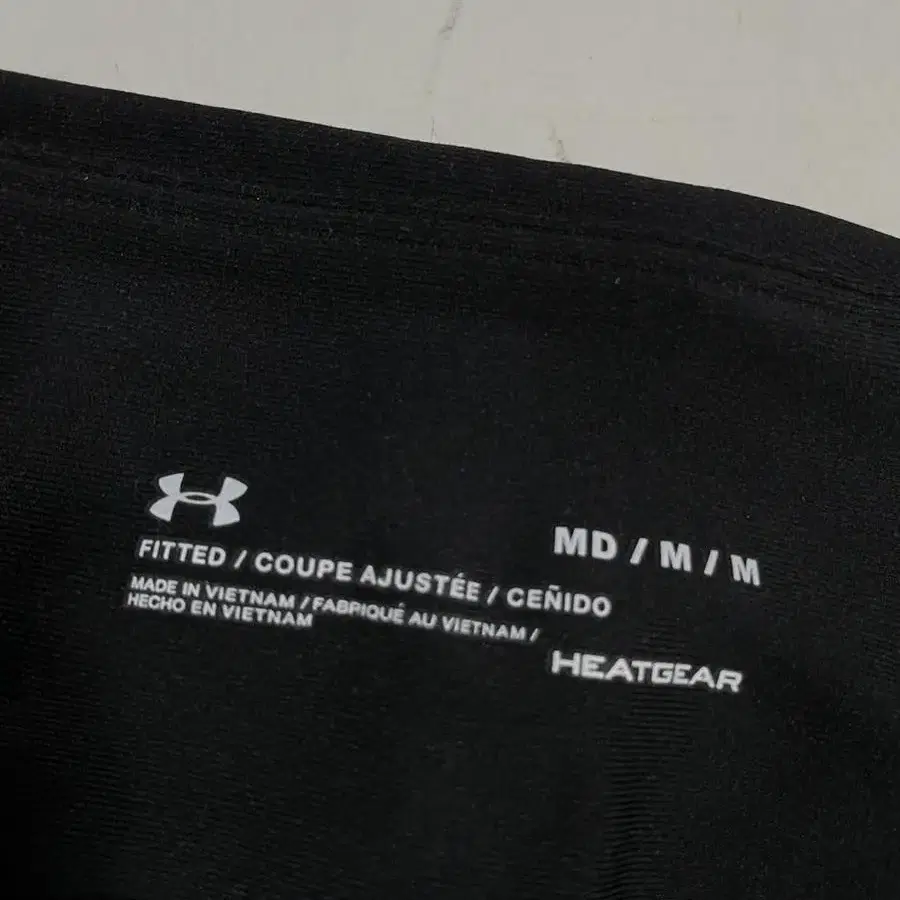 MD / M / M
FITTED / COUPE AJUSTÉE / CEÑIDO
MADE IN VIETNAM / FABRIQUÉ AU VIETNAM /
HECHO EN VIETNAM
HEATGEAR